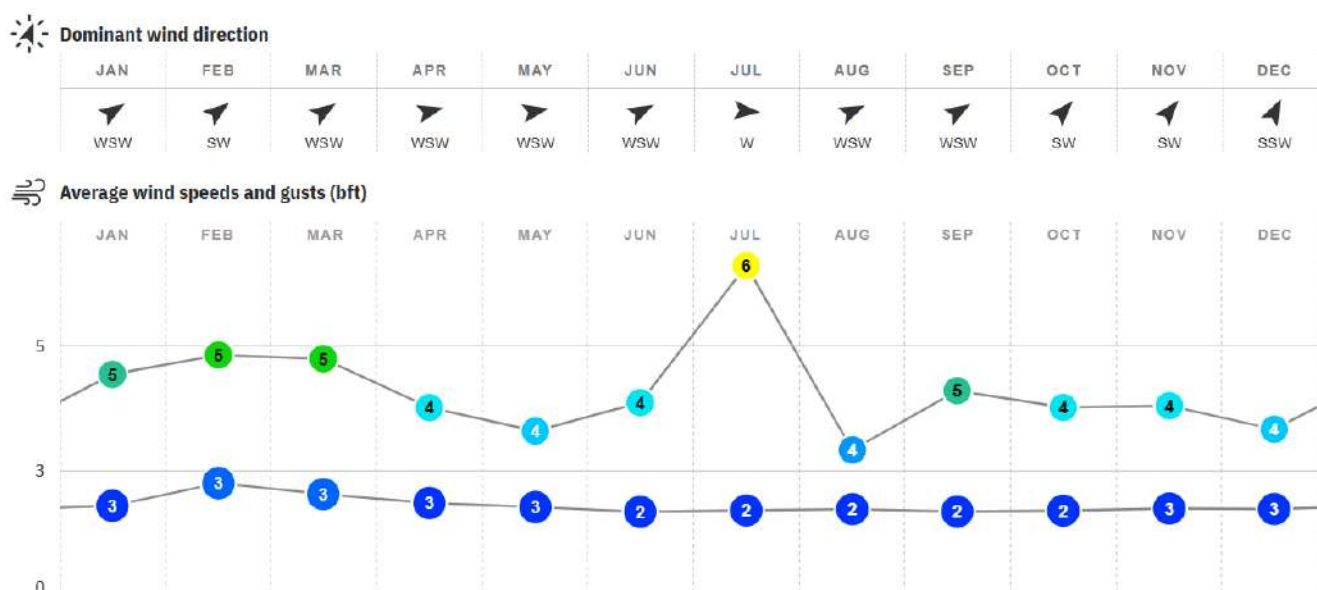 Dominant wind direction
JAN FEB MAR APR MAY JUN JUL AUG SEP OCT NOV DEC
WSW SW WSW WSW WSW WSW W WSW WSW SW SW SSW
Average wind speeds and gusts (bft)
JAN FEB MAR APR MAY JUN JUL AUG SEP OCT NOV DEC
6
5
5 5 5 4 4 4 4 5 4 4 4
3
3 3 3 3 3 2 2 2 2 2 3 3
0